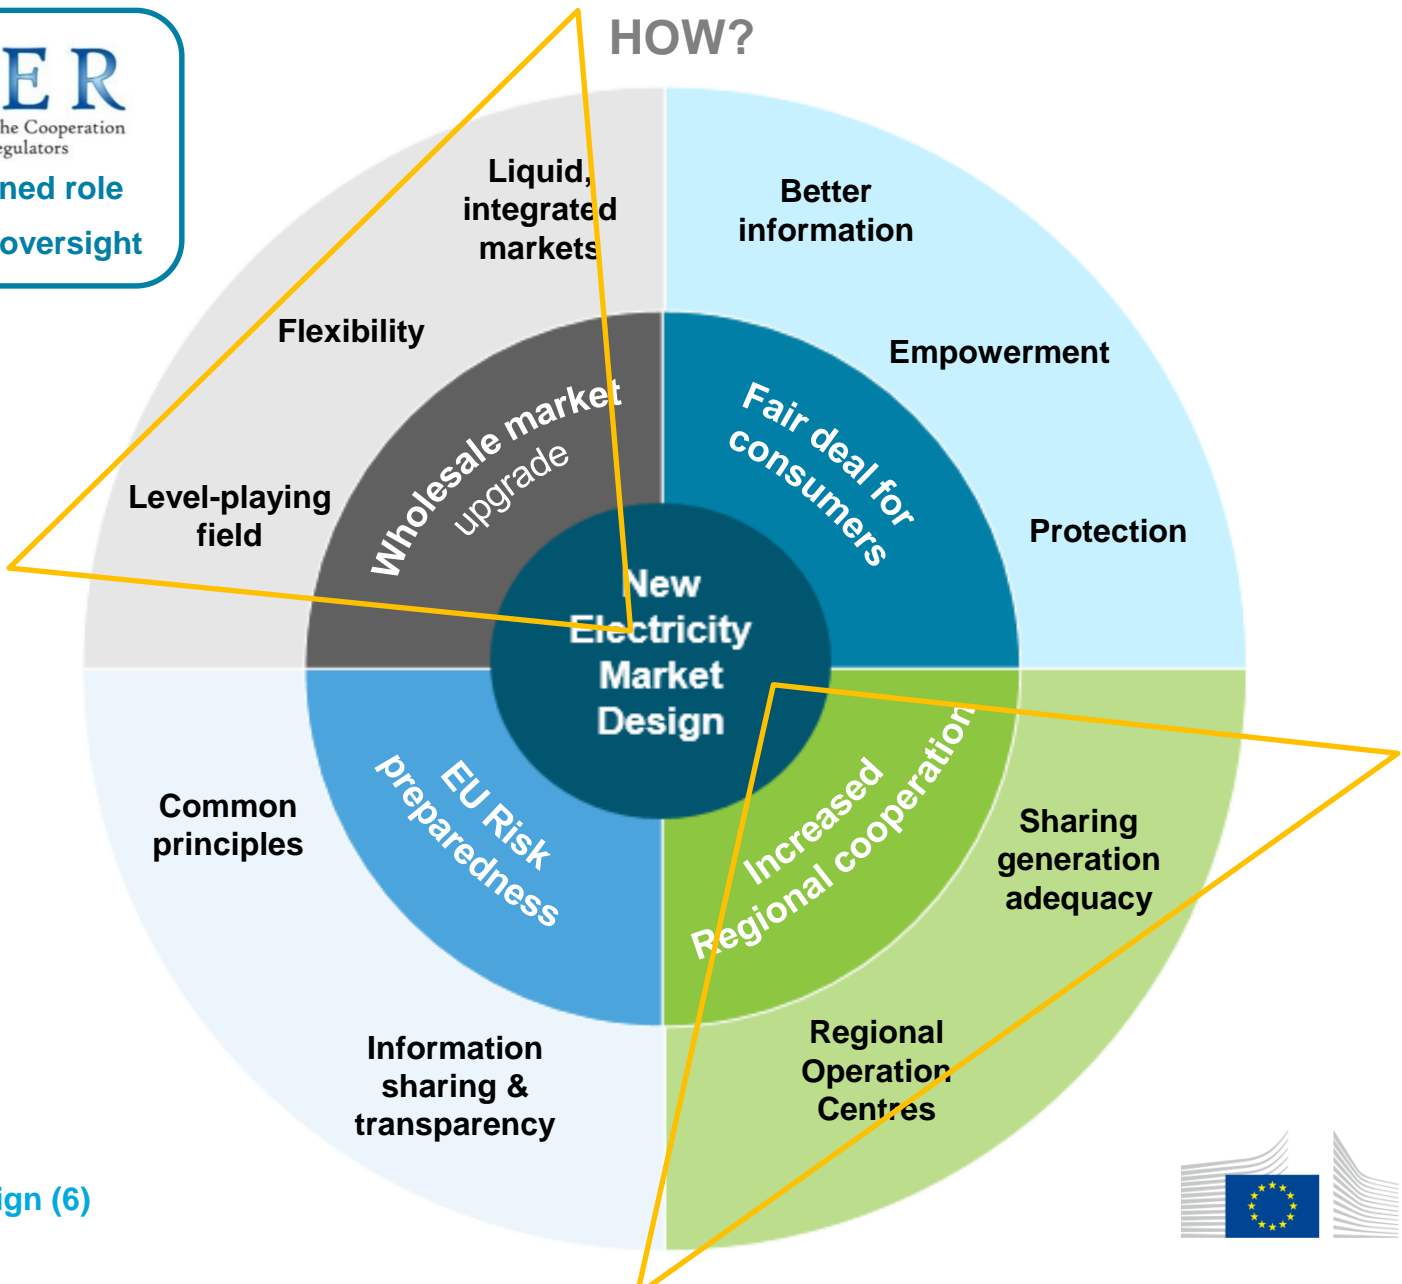 HOW?
ER
he Cooperation
egulators
ned role
oversight
Liquid,
integrated
markets
Flexibility
Level-playing
field
Wholesale market
upgrade
Better
information
Empowerment
Protection
Fair deal for
consumers
New
Electricity
Market
Design
Common
principles
Information
sharing &
transparency
EU Risk
preparedness
Increased
Regional cooperation
Sharing
generation
adequacy
Regional
Operation
Centres
ign (6)